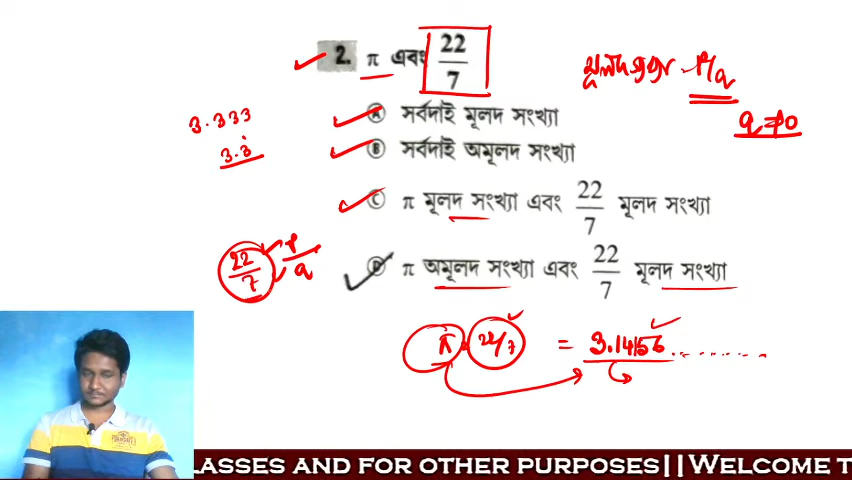 2. π এবং 22/7
মূলদ সংখ্যা - P/q
q ≠ 0
3.333
3.3̇
A সর্বদাই মূলদ সংখ্যা
B সর্বদাই অমূলদ সংখ্যা
C π মূলদ সংখ্যা এবং 22/7 মূলদ সংখ্যা
D π অমূলদ সংখ্যা এবং 22/7 মূলদ সংখ্যা
22/7 P/q
π 22/7 = 3.1415
LASSES AND FOR OTHER PURPOSES||WELCOME T